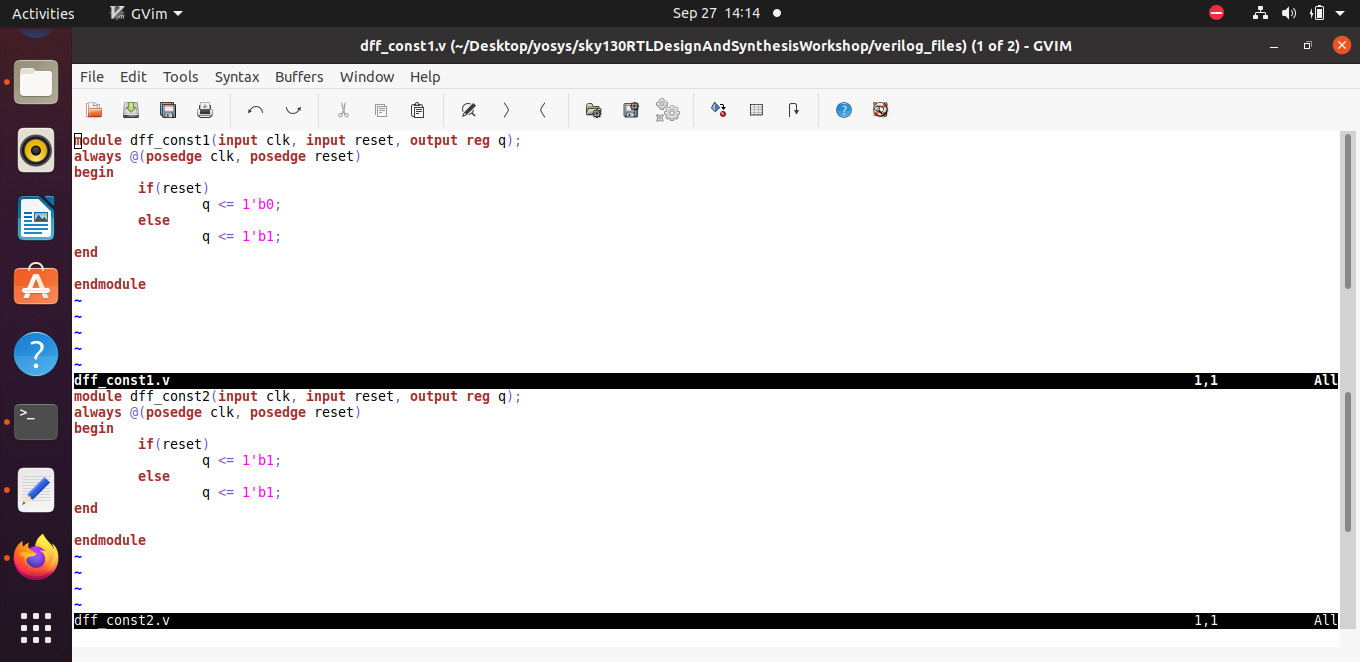 Activities GVim Sep 27 14:14
dff_const1.v (~/Desktop/yosys/sky130RTLDesignAndSynthesisWorkshop/verilog_files) (1 of 2) - GVIM
File Edit Tools Syntax Buffers Window Help
module dff_const1(input clk, input reset, output reg q);
always @(posedge clk, posedge reset)
begin
	if(reset)
		q <= 1'b0;
	else
		q <= 1'b1;
end
endmodule
~
~
~
~
~
dff_const1.v 1,1 All
module dff_const2(input clk, input reset, output reg q);
always @(posedge clk, posedge reset)
begin
	if(reset)
		q <= 1'b1;
	else
		q <= 1'b1;
end
endmodule
~
~
~
~
dff_const2.v 1,1 All